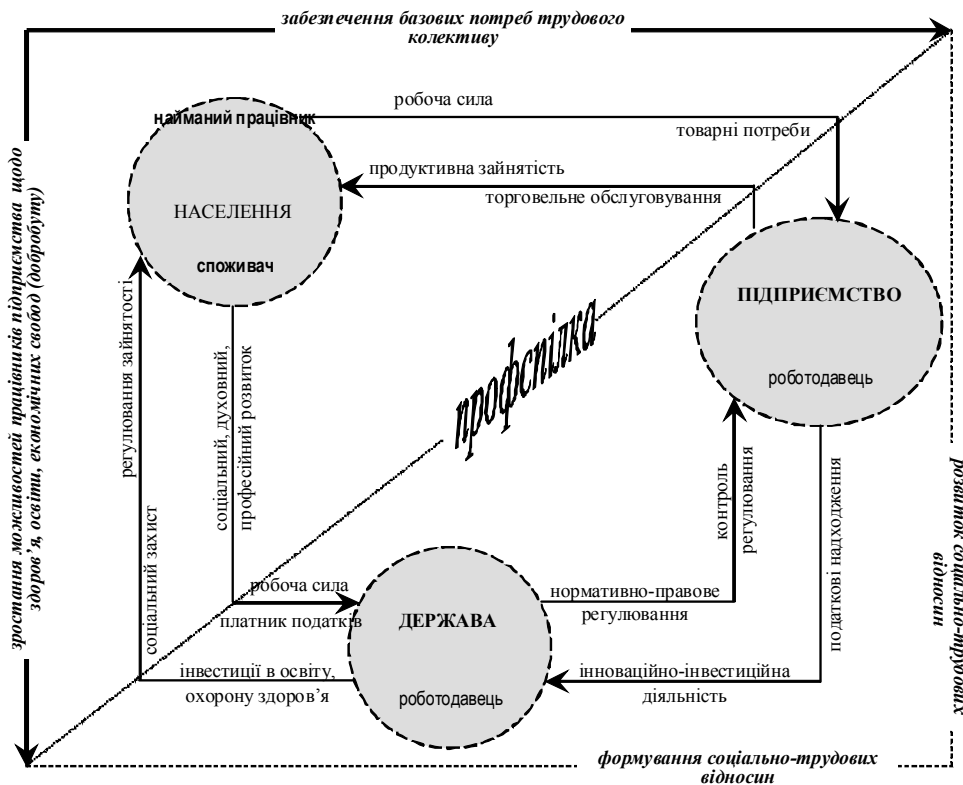 забезпечення базових потреб трудового
колективу
зростання можливостей працівників підприємства щодо
здоров’я, освіти, економічних свобод (добробуту)
найманий працівник
НАСЕЛЕННЯ
споживач
робоча сила
товарні потреби
продуктивна зайнятість
торговельне обслуговування
ПІДПРИЄМСТВО
роботодавець
профспілка
регулювання зайнятості
соціальний захист
соціальний, духовний,
професійний розвиток
контроль
регулювання
податкові надходження
розвиток соціально-трудових
відносин
робоча сила
платник податків
ДЕРЖАВА
роботодавець
нормативно-правове
регулювання
інвестиції в освіту,
охорону здоров’я
інноваційно-інвестиційна
діяльність
формування соціально-трудових
відносин